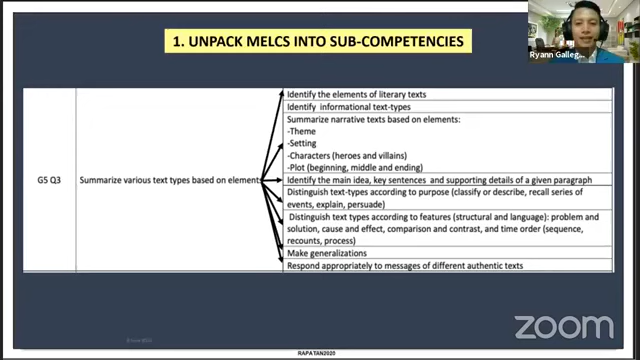 1. UNPACK MELCS INTO SUB-COMPETENCIES
Ryann Galleg
G5 Q3
Summarize various text types based on elements
Identify the elements of literary texts
Identify informational text-types
Summarize narrative texts based on elements:
-Theme
-Setting
-Characters (heroes and villains)
-Plot (beginning, middle and ending)
Identify the main idea, key sentences and supporting details of a given paragraph
Distinguish text-types according to purpose (classify or describe, recall series of
events, explain, persuade)
Distinguish text types according to features (structural and language): problem and
solution, cause and effect, comparison and contrast, and time order (sequence,
recounts, process)
Make generalizations
Respond appropriately to messages of different authentic texts
zoom
RAPATAN2020